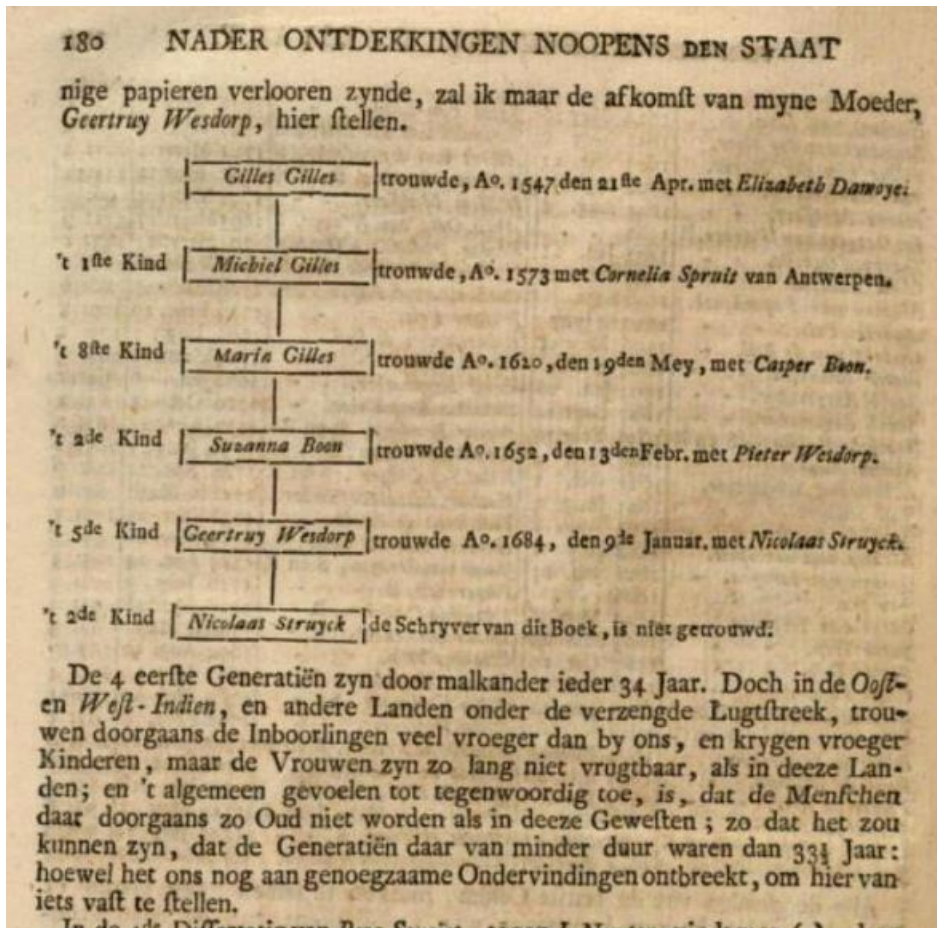 180 NADER ONTDEKKINGEN NOOPENS DEN STAAT
nige papieren verlooren zynde, zal ik maar de afkomſt van myne Moeder,
Geertruy Wesdorp, hier ſtellen.
Gilles Gilles trouwde, Aº. 1547 den 21ſte Apr. met Elizabeth
't 1ſte Kind Michiel Gilles trouwde, Aº. 1573 met Cornelia Spruit van Antwerpen.
't 8ſte Kind Maria Gilles trouwde Aº. 1620, den 19den Mey, met Casper Boon.
't 2de Kind Suzanna Boon trouwde Aº. 1652, den 13den Febr. met Pieter Wesdorp.
't 5de Kind Geertruy Wesdorp trouwde Aº. 1684, den 9de Januar. met Nicolaas Struyck.
't 2de Kind Nicolaas Struyck de Schryver van dit Boek, is niet getrouwd.
De 4 eerſte Generatiën zyn door malkander ieder 34 Jaar. Doch in de Ooſt-
en Weſt-Indien, en andere Landen onder de verzengde Lugtſtreek, trou-
wen doorgaans de Inboorlingen veel vroeger dan by ons, en krygen vroeger
Kinderen, maar de Vrouwen zyn zo lang niet vrugtbaar, als in deeze Lan-
den; en 't algemeen gevoelen tot tegenwoordig toe, is, dat de Menſchen
daar doorgaans zo Oud niet worden als in deeze Geweſten; zo dat het zou
kunnen zyn, dat de Generatiën daar van minder duur waren dan 33⅓ Jaar:
hoewel het ons nog aan genoegzaame Ondervindingen ontbreekt, om hier van
iets vaſt te ſtellen.